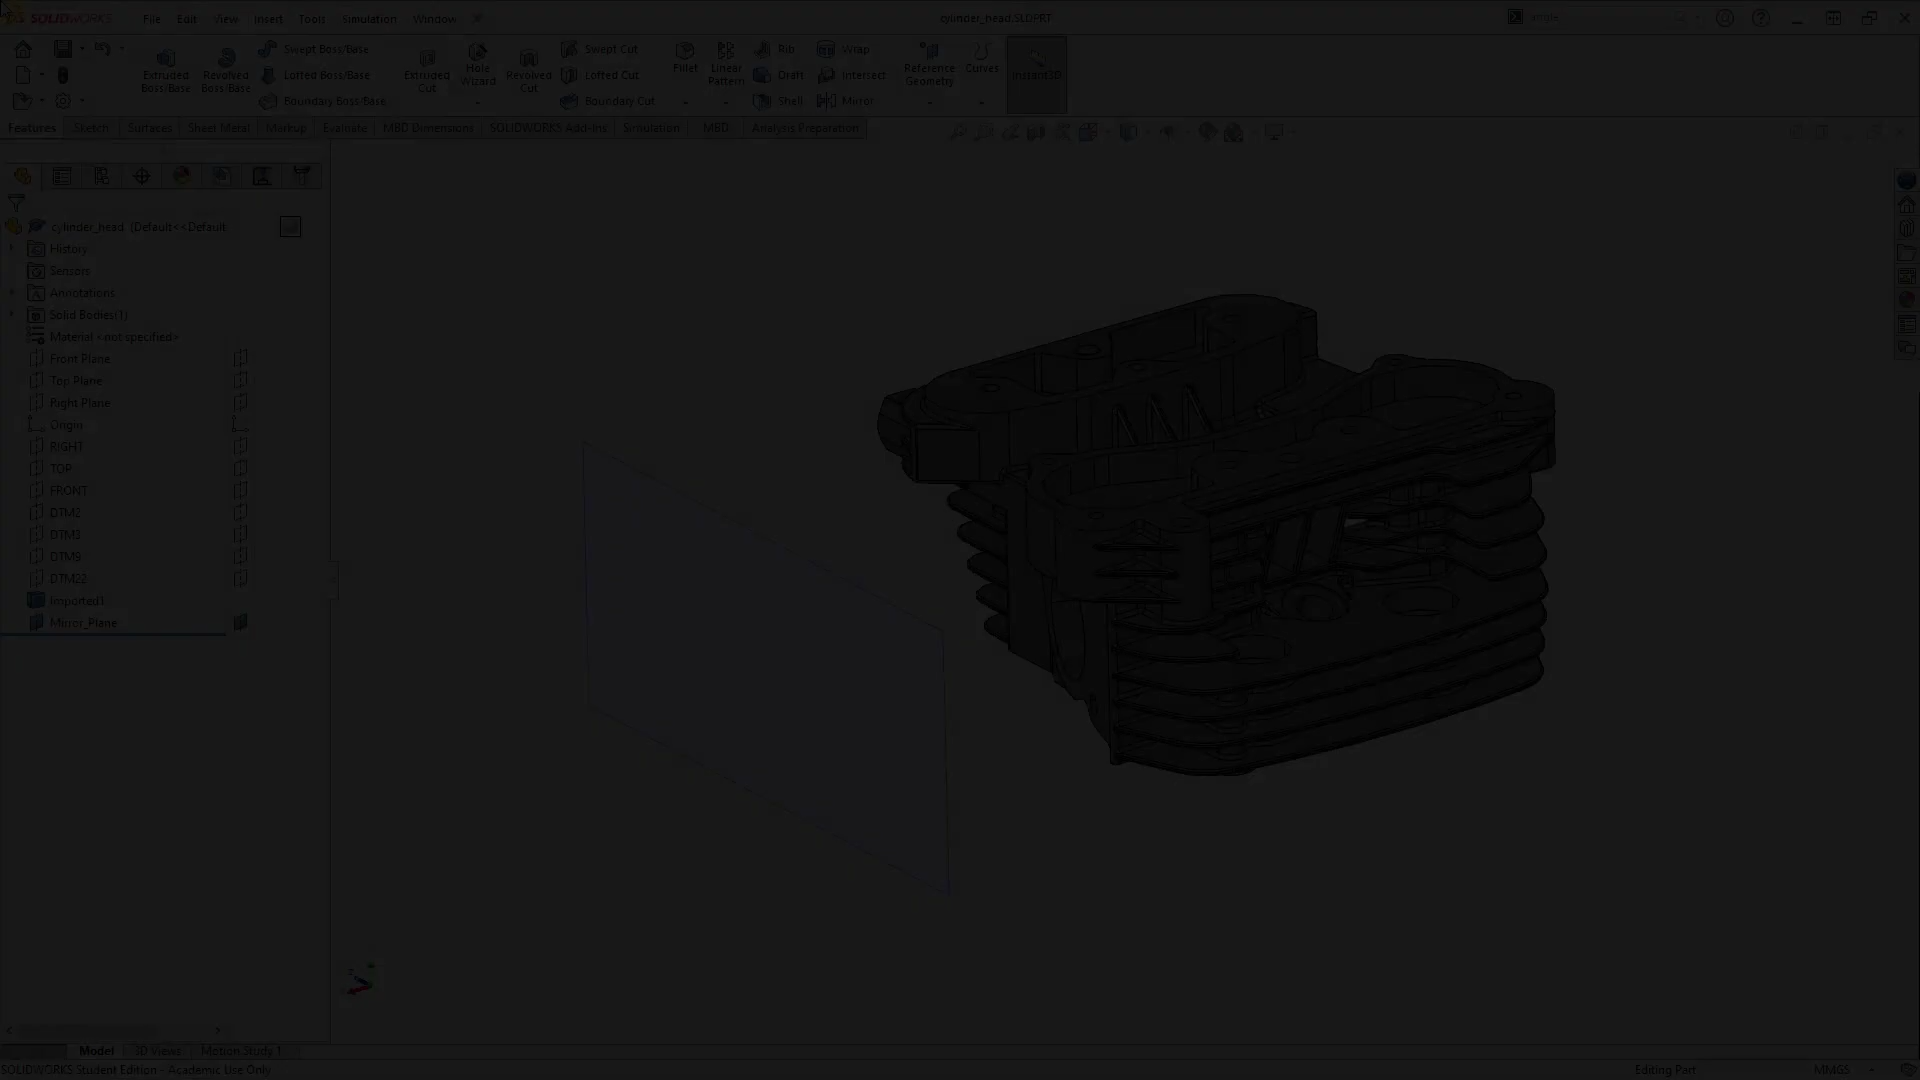 SOLIDWORKS File Edit View Insert Tools Simulation Window cylinder_head.SLDPRT
Extruded Boss/Base
Revolved Boss/Base
Swept Boss/Base
Lofted Boss/Base
Boundary Boss/Base
Extruded Cut
Hole Wizard
Revolved Cut
Swept Cut
Lofted Cut
Boundary Cut
Fillet
Linear Pattern
Rib
Draft
Shell
Wrap
Intersect
Mirror
Reference Geometry
Curves
Instant3D
Features Sketch Surfaces Sheet Metal Markup Evaluate MBD Dimensions SOLIDWORKS Add-Ins Simulation MBD Analysis Preparation
cylinder_head (Default<<Default
History
Sensors
Annotations
Solid Bodies(1)
Material <not specified>
Front Plane
Top Plane
Right Plane
Origin
RIGHT
TOP
FRONT
DTM2
DTM3
DTM9
DTM22
Imported1
Mirror_Plane
Model 3D Views Motion Study 1
SOLIDWORKS Student Edition - Academic Use Only Editing Part MMGS